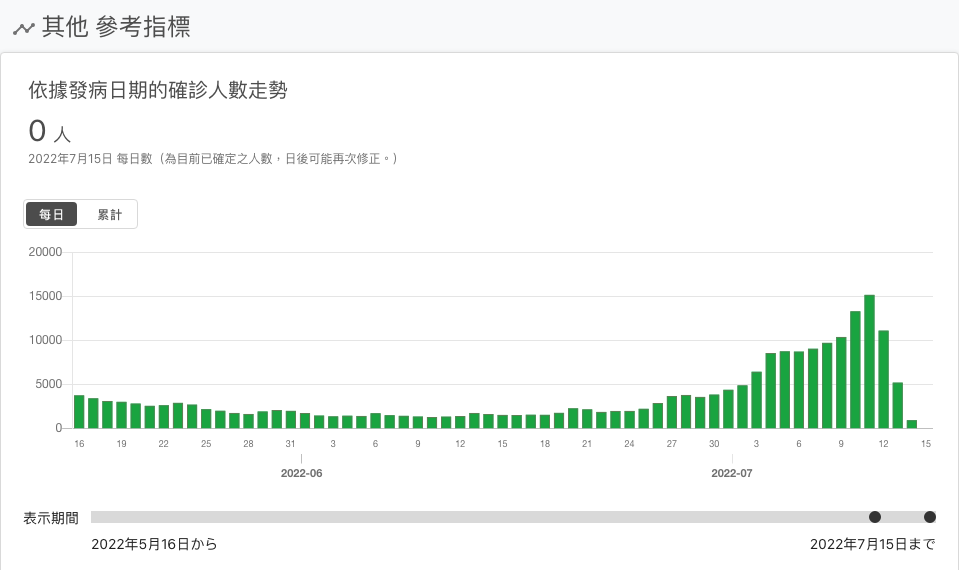 其他 參考指標
依據發病日期的確診人數走勢
0 人
2022年7月15日 每日數（為目前已確定之人數，日後可能再次修正。）
每日 累計
20000
15000
10000
5000
0
16 19 22 25 28 31 3 6 9 12 15 18 21 24 27 30 3 6 9 12 15
2022-06 2022-07
表示期間
2022年5月16日から 2022年7月15日まで